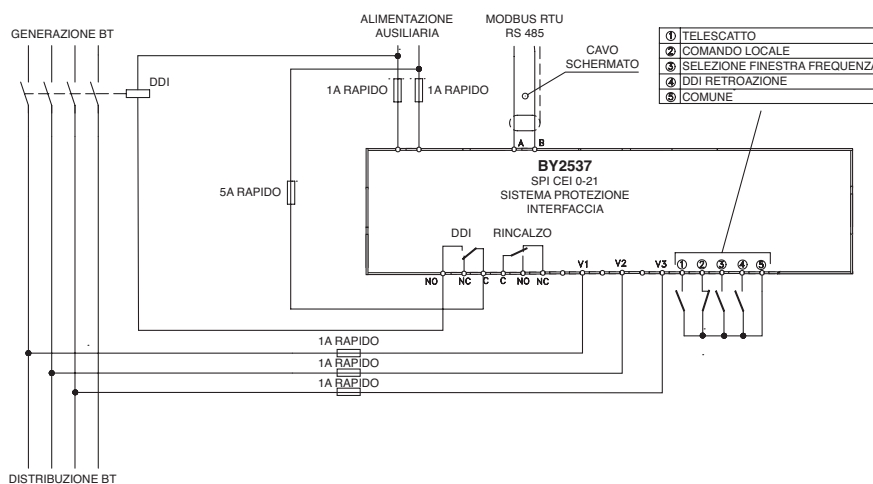 GENERAZIONE BT
ALIMENTAZIONE
AUSILIARIA
MODBUS RTU
RS 485
CAVO
SCHERMATO
① TELESCATTO
② COMANDO LOCALE
③ SELEZIONE FINESTRA FREQUENZA
④ DDI RETROAZIONE
⑤ COMUNE
DDI
1A RAPIDO
1A RAPIDO
A
B
BY2537
SPI CEI 0-21
SISTEMA PROTEZIONE
INTERFACCIA
5A RAPIDO
DDI
RINCALZO
V1
V2
V3
① ② ③ ④ ⑤
NO
NC
C
C
NO
NC
1A RAPIDO
1A RAPIDO
1A RAPIDO
DISTRIBUZIONE BT